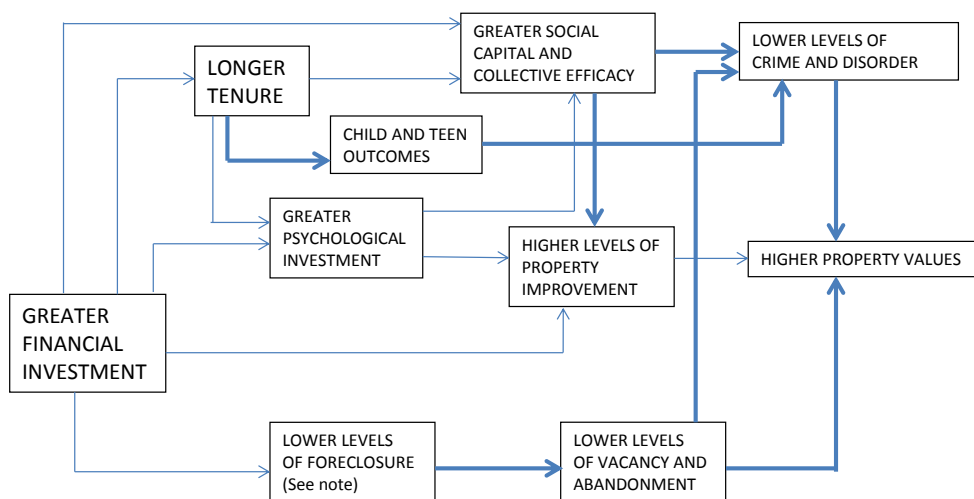 GREATER SOCIAL
CAPITAL AND
COLLECTIVE EFFICACY
LOWER LEVELS OF
CRIME AND DISORDER
LONGER
TENURE
CHILD AND TEEN
OUTCOMES
GREATER
PSYCHOLOGICAL
INVESTMENT
HIGHER LEVELS OF
PROPERTY
IMPROVEMENT
HIGHER PROPERTY VALUES
GREATER
FINANCIAL
INVESTMENT
LOWER LEVELS
OF FORECLOSURE
(See note)
LOWER LEVELS
OF VACANCY AND
ABANDONMENT